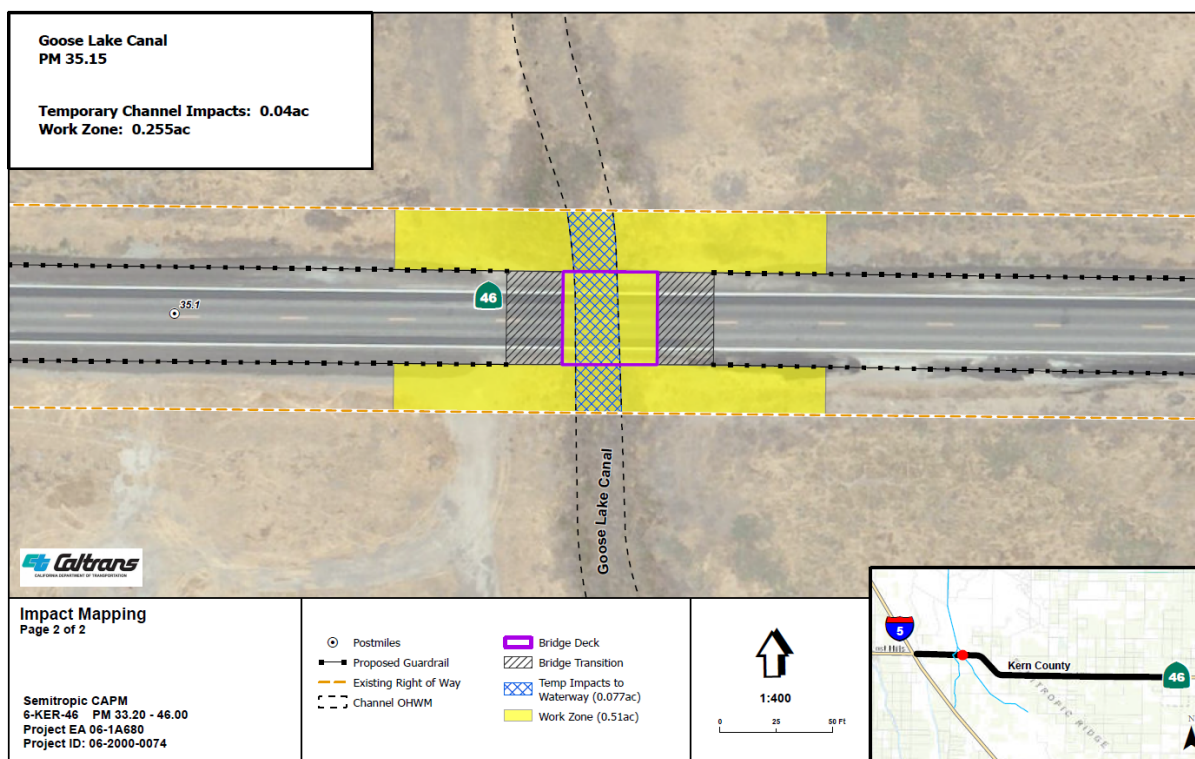 Goose Lake Canal
PM 35.15
Temporary Channel Impacts: 0.04ac
Work Zone: 0.255ac
35.1
46
Goose Lake Canal
Caltrans
CALIFORNIA DEPARTMENT OF TRANSPORTATION
Impact Mapping
Page 2 of 2
Semitropic CAPM
6-KER-46 PM 33.20 - 46.00
Project EA 06-1A680
Project ID: 06-2000-0074
Postmiles
Proposed Guardrail
Existing Right of Way
Channel OHWM
Bridge Deck
Bridge Transition
Temp Impacts to
Waterway (0.077ac)
Work Zone (0.51ac)
1:400
0 25 50 Ft
5
Hills
Kern County
46
TROPIC RIDGE
N